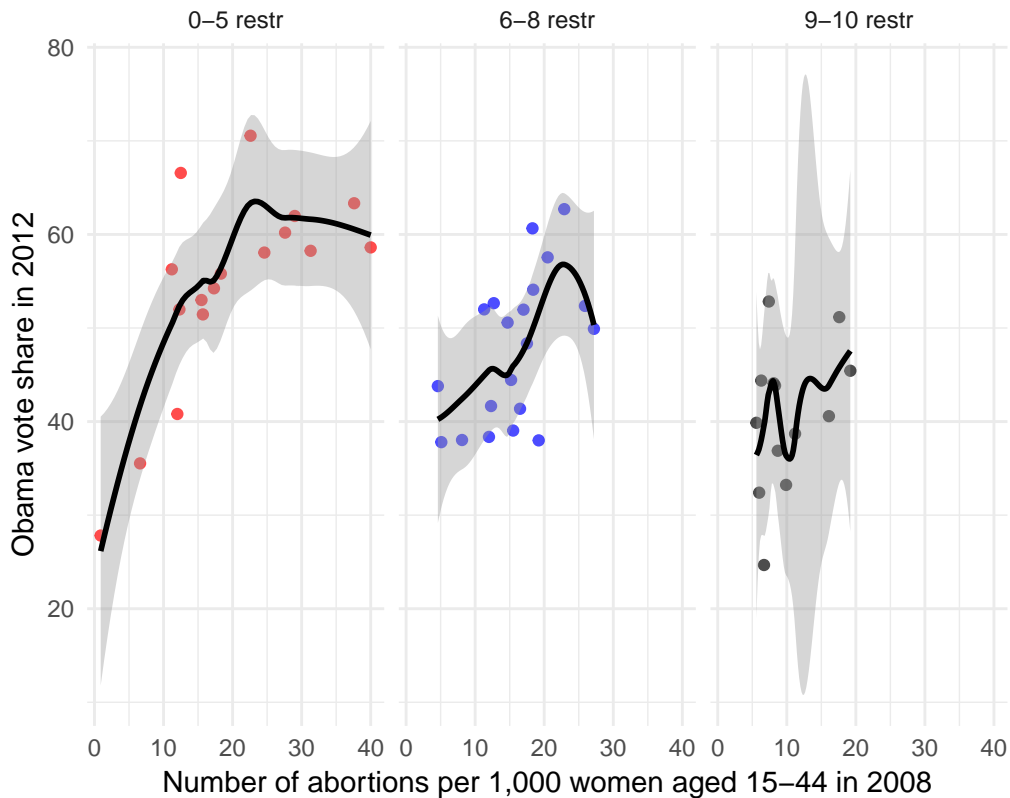 0−5 restr
6−8 restr
9−10 restr
80
60
40
20
Obama vote share in 2012
0 10 20 30 40
0 10 20 30 40
0 10 20 30 40
Number of abortions per 1,000 women aged 15−44 in 2008